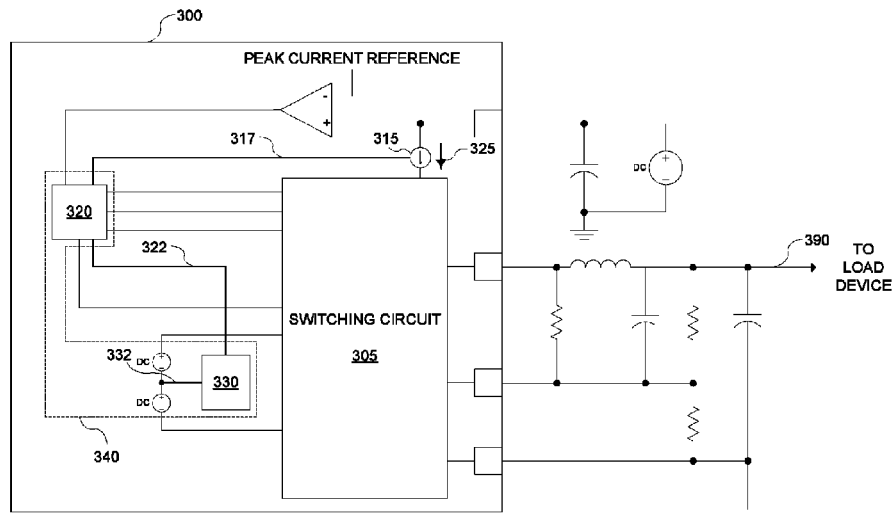 300
PEAK CURRENT REFERENCE
-
+
317
315
325
+
-
DC
320
322
390
TO
LOAD
DEVICE
SWITCHING CIRCUIT
305
332
DC
+
-
330
DC
+
-
340